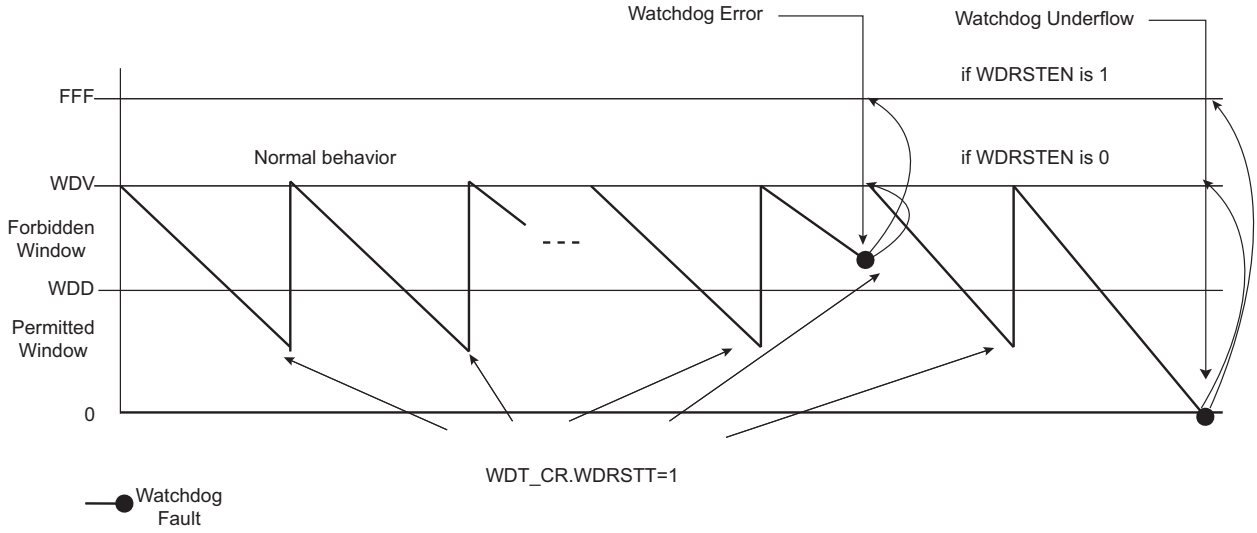 Watchdog Error
Watchdog Underflow
if WDRSTEN is 1
FFF
Normal behavior
if WDRSTEN is 0
WDV
Forbidden
Window
WDD
Permitted
Window
0
WDT_CR.WDRSTT=1
Watchdog
Fault